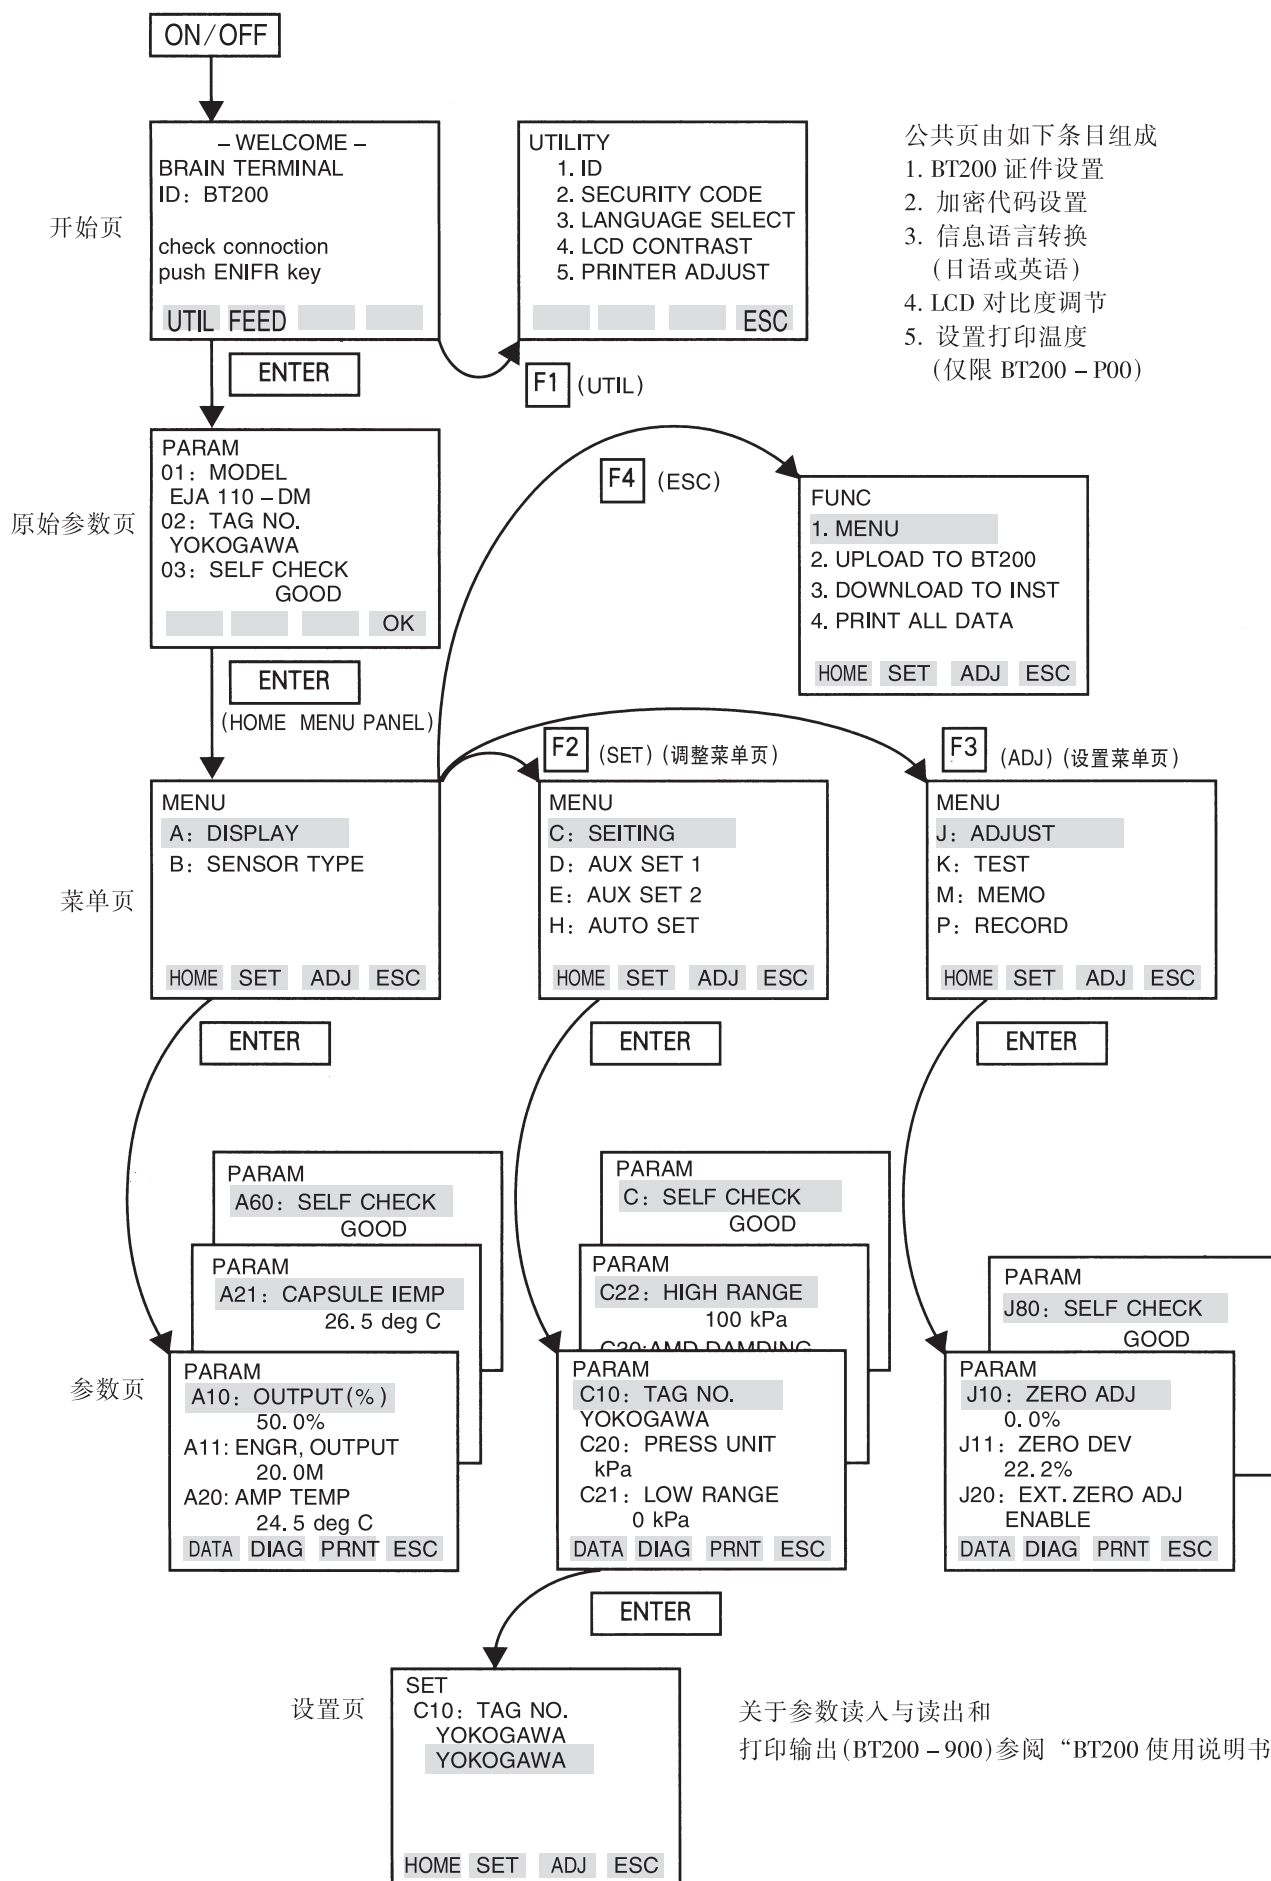 ON/OFF
– WELCOME –
BRAIN TERMINAL
ID: BT200
check connoction
push ENIFR key
UTIL FEED
开始页
UTILITY
1. ID
2. SECURITY CODE
3. LANGUAGE SELECT
4. LCD CONTRAST
5. PRINTER ADJUST
ESC
公共页由如下条目组成
1. BT200 证件设置
2. 加密代码设置
3. 信息语言转换
(日语或英语)
4. LCD 对比度调节
5. 设置打印温度
(仅限 BT200 – P00)
ENTER
F1 (UTIL)
PARAM
01: MODEL
EJA 110 – DM
02: TAG NO.
YOKOGAWA
03: SELF CHECK
GOOD
OK
原始参数页
F4 (ESC)
FUNC
1. MENU
2. UPLOAD TO BT200
3. DOWNLOAD TO INST
4. PRINT ALL DATA
HOME SET ADJ ESC
ENTER
(HOME MENU PANEL)
F2 (SET) (调整菜单页)
F3 (ADJ) (设置菜单页)
MENU
A: DISPLAY
B: SENSOR TYPE
HOME SET ADJ ESC
菜单页
MENU
C: SEITING
D: AUX SET 1
E: AUX SET 2
H: AUTO SET
HOME SET ADJ ESC
MENU
J: ADJUST
K: TEST
M: MEMO
P: RECORD
HOME SET ADJ ESC
ENTER
ENTER
ENTER
PARAM
A60: SELF CHECK
GOOD
PARAM
A21: CAPSULE IEMP
26.5 deg C
PARAM
A10: OUTPUT(%)
50.0%
A11: ENGR, OUTPUT
20.0M
A20: AMP TEMP
24.5 deg C
DATA DIAG PRNT ESC
参数页
PARAM
C: SELF CHECK
GOOD
PARAM
C22: HIGH RANGE
100 kPa
C30:AMD DAMDING
PARAM
C10: TAG NO.
YOKOGAWA
C20: PRESS UNIT
kPa
C21: LOW RANGE
0 kPa
DATA DIAG PRNT ESC
PARAM
J80: SELF CHECK
GOOD
PARAM
J10: ZERO ADJ
0.0%
J11: ZERO DEV
22.2%
J20: EXT. ZERO ADJ
ENABLE
DATA DIAG PRNT ESC
ENTER
设置页
SET
C10: TAG NO.
YOKOGAWA
YOKOGAWA
HOME SET ADJ ESC
关于参数读入与读出和
打印输出(BT200 – 900)参阅 “BT200 使用说明书